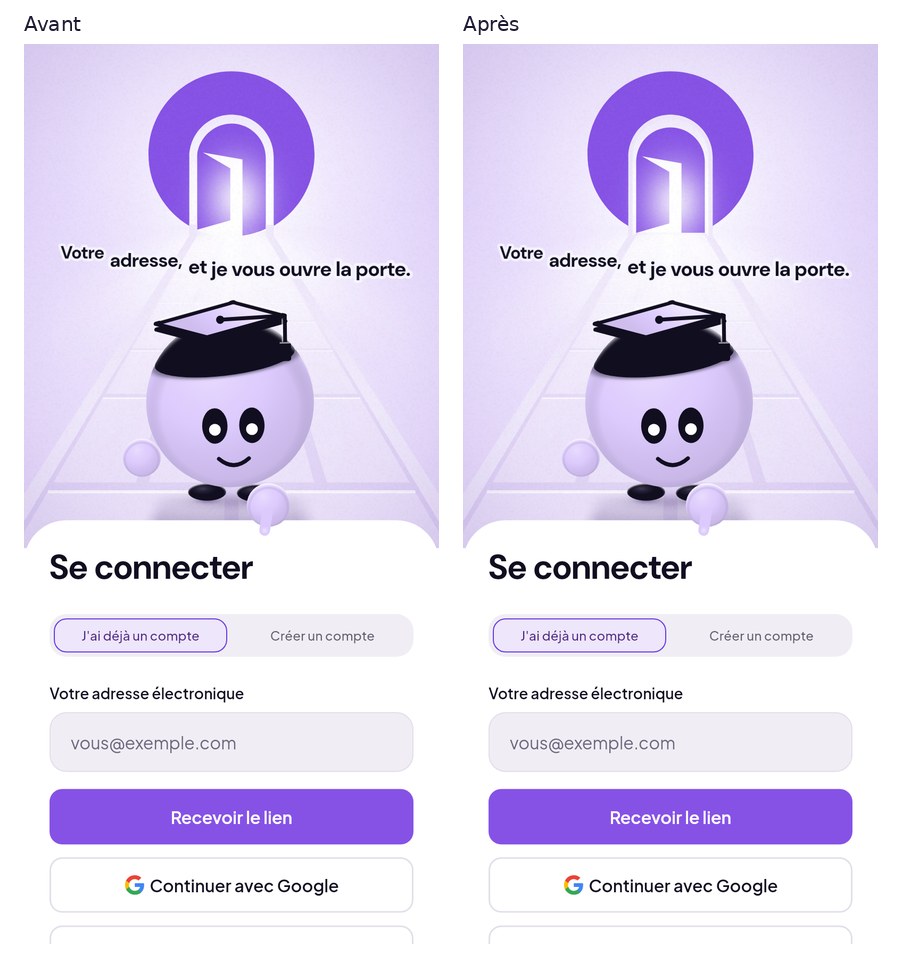 Avant
Après
Votre adresse, et je vous ouvre la porte.
Votre adresse, et je vous ouvre la porte.
Se connecter
Se connecter
J'ai déjà un compte
Créer un compte
J'ai déjà un compte
Créer un compte
Votre adresse électronique
Votre adresse électronique
vous@exemple.com
vous@exemple.com
Recevoir le lien
Recevoir le lien
Continuer avec Google
Continuer avec Google